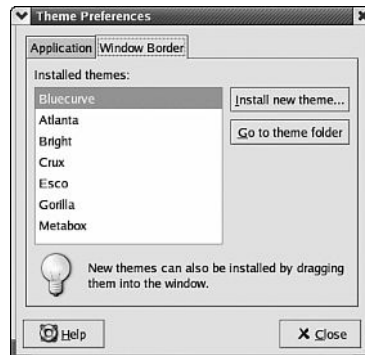 Theme Preferences
Application Window Border
Installed themes:
Bluecurve
Atlanta
Bright
Crux
Esco
Gorilla
Metabox
Install new theme...
Go to theme folder
New themes can also be installed by dragging
them into the window.
Help
Close